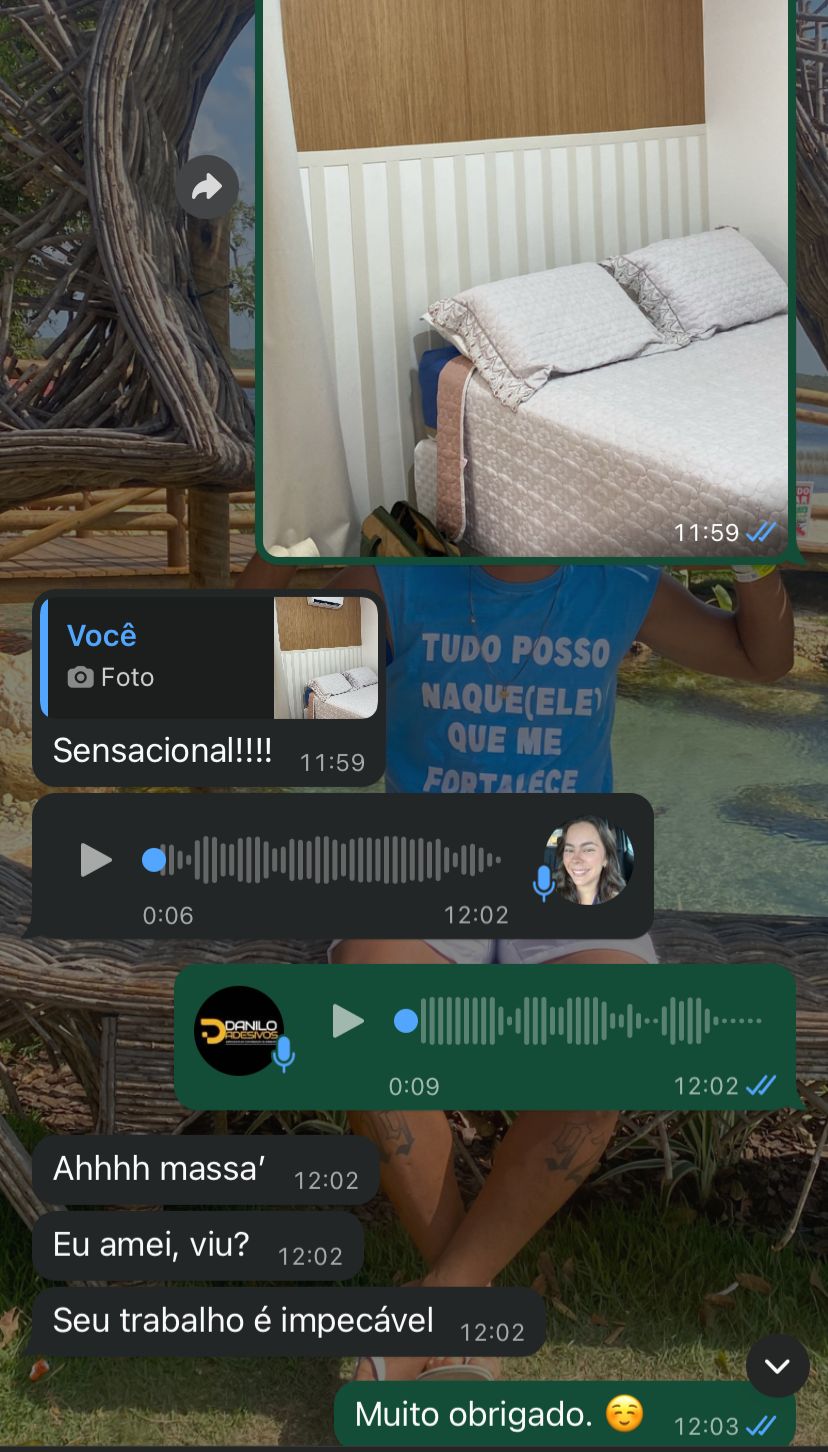 11:59
Você
Foto
Sensacional!!!! 11:59
TUDO POSSO
NAQUE(ELE)
QUE ME
FORTALECE
0:06 12:02
DANILO
ADESIVOS
0:09 12:02
Ahhhh massa’ 12:02
Eu amei, viu? 12:02
Seu trabalho é impecável 12:02
Muito obrigado. ☺️ 12:03